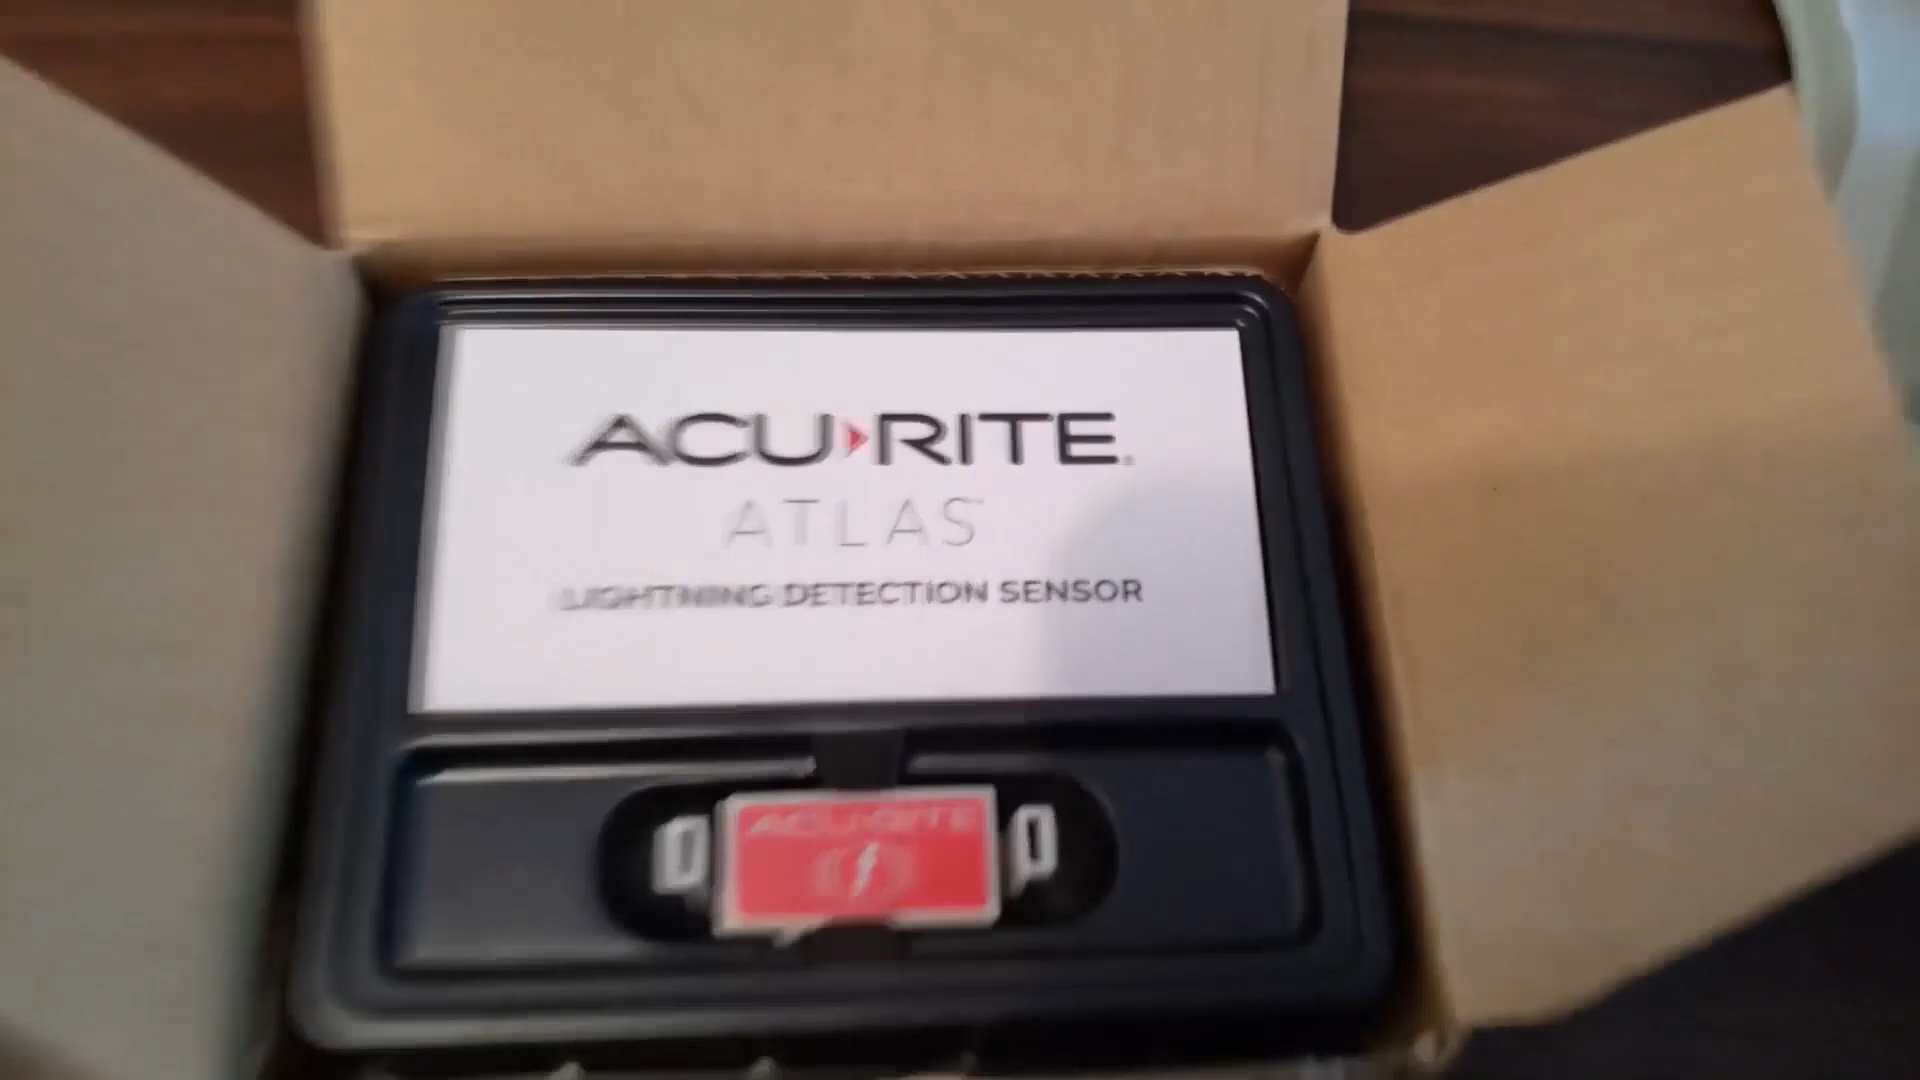 ACU▸RITE
ATLAS
LIGHTNING DETECTION SENSOR
ACU▸RITE